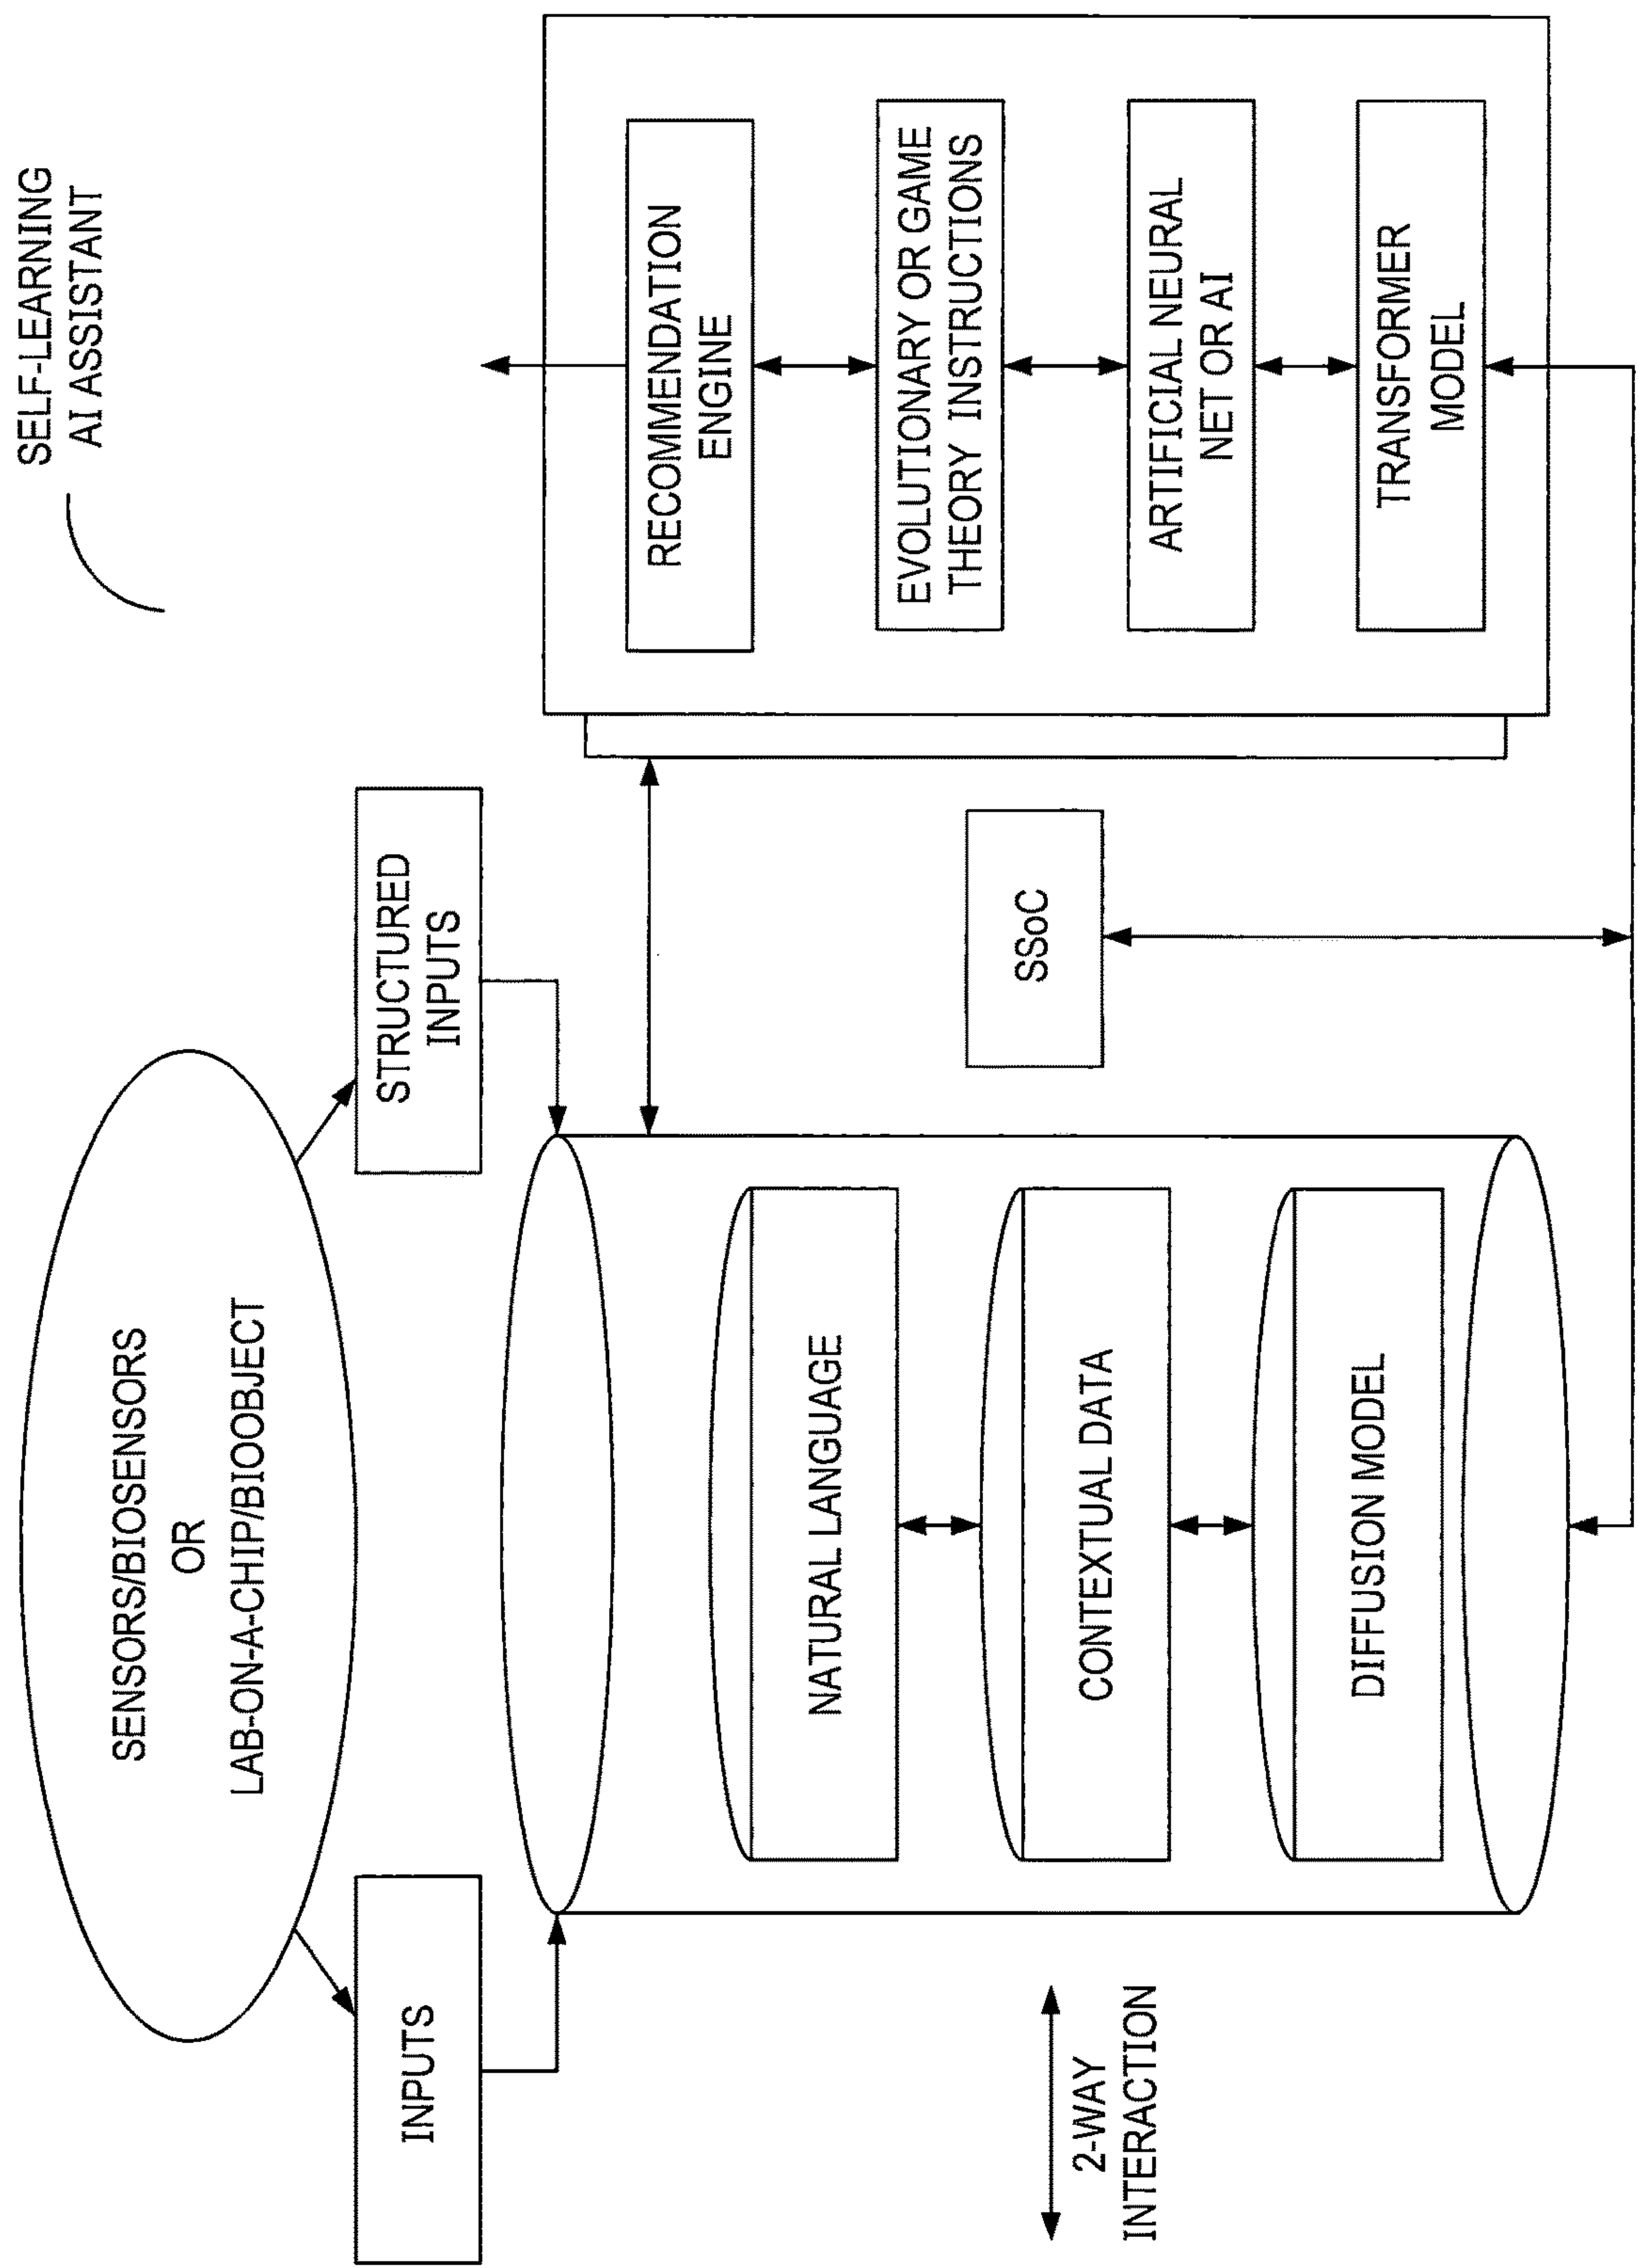 SELF-LEARNING
AI ASSISTANT
SENSORS/BIOSENSORS
OR
LAB-ON-A-CHIP/BIOOBJECT
INPUTS
STRUCTURED
INPUTS
NATURAL LANGUAGE
CONTEXTUAL DATA
DIFFUSION MODEL
2-WAY
INTERACTION
SSoC
RECOMMENDATION
ENGINE
EVOLUTIONARY OR GAME
THEORY INSTRUCTIONS
ARTIFICIAL NEURAL
NET OR AI
TRANSFORMER
MODEL